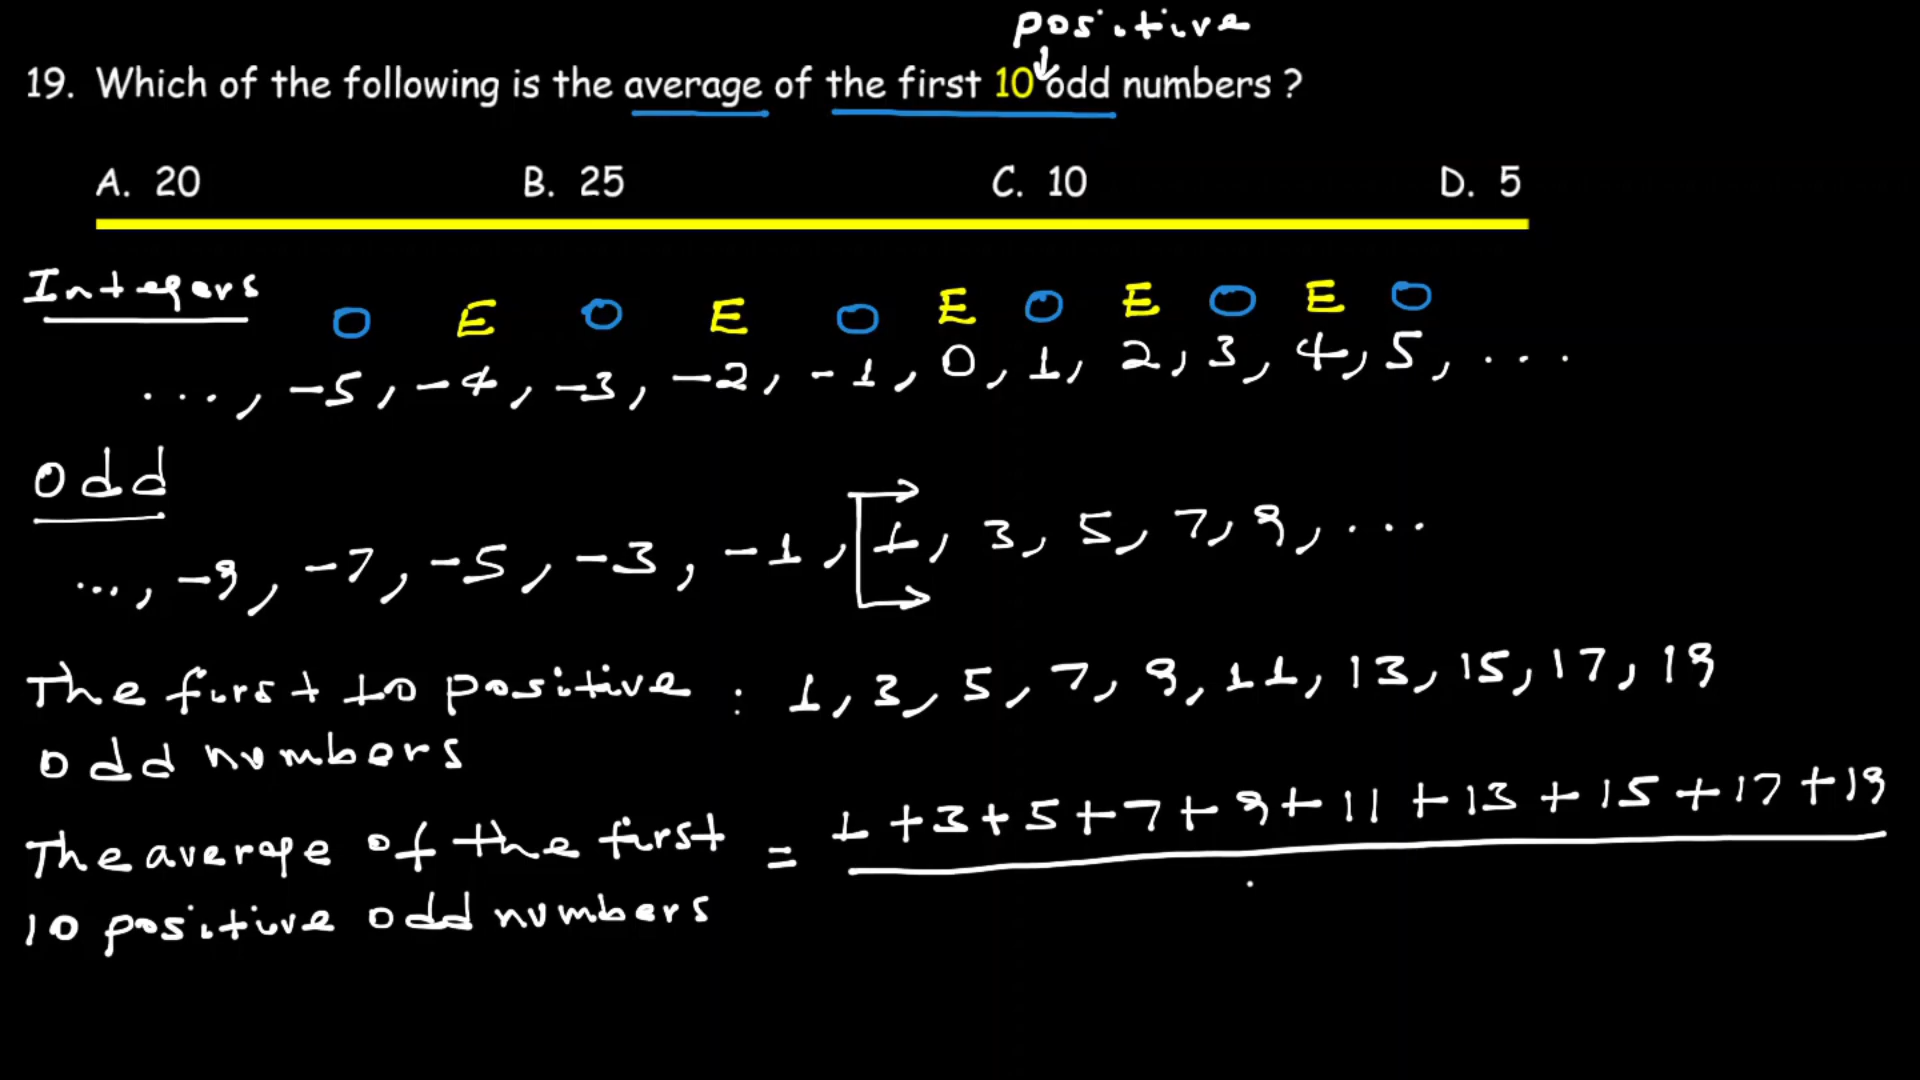 positive
19. Which of the following is the average of the first 10 odd numbers ?
A. 20 B. 25 C. 10 D. 5
Integers
O E O E O E O E O E O
..., -5, -4, -3, -2, -1, 0, 1, 2, 3, 4, 5, ...
Odd
..., -9, -7, -5, -3, -1, 1, 3, 5, 7, 9, ...
The first 10 positive : 1, 3, 5, 7, 9, 11, 13, 15, 17, 19
odd numbers
The average of the first = 1+3+5+7+9+11+13+15+17+19
10 positive odd numbers